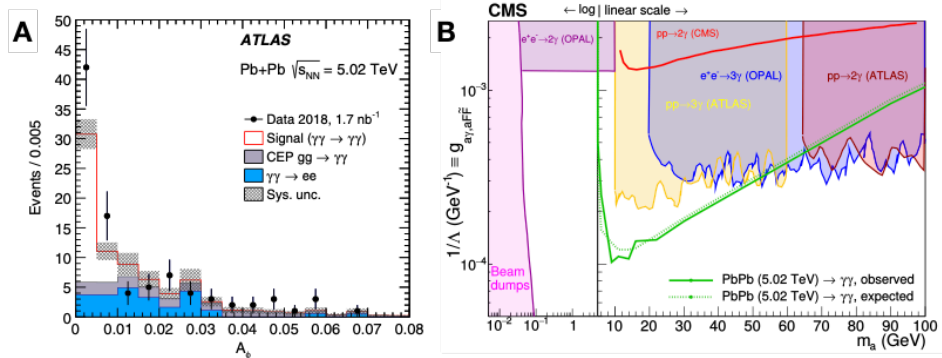 A
ATLAS
Pb+Pb √sNN = 5.02 TeV
Data 2018, 1.7 nb⁻¹
Signal (γγ → γγ)
CEP gg → γγ
γγ → ee
Sys. unc.
Events / 0.005
50
45
40
35
30
25
20
15
10
5
0
0 0.01 0.02 0.03 0.04 0.05 0.06 0.07 0.08
Aϕ
B
CMS
← log | linear scale →
e⁺e⁻→2γ (OPAL)
pp→2γ (CMS)
e⁺e⁻→3γ (OPAL)
pp→2γ (ATLAS)
pp→3γ (ATLAS)
Beam
dumps
PbPb (5.02 TeV) → γγ, observed
PbPb (5.02 TeV) → γγ, expected
1/Λ (GeV⁻¹) ≡ gaγ,aFF̃
10⁻³
10⁻⁴
10⁻² 10⁻¹ 1 10 20 30 40 50 60 70 80 90 100
ma (GeV)